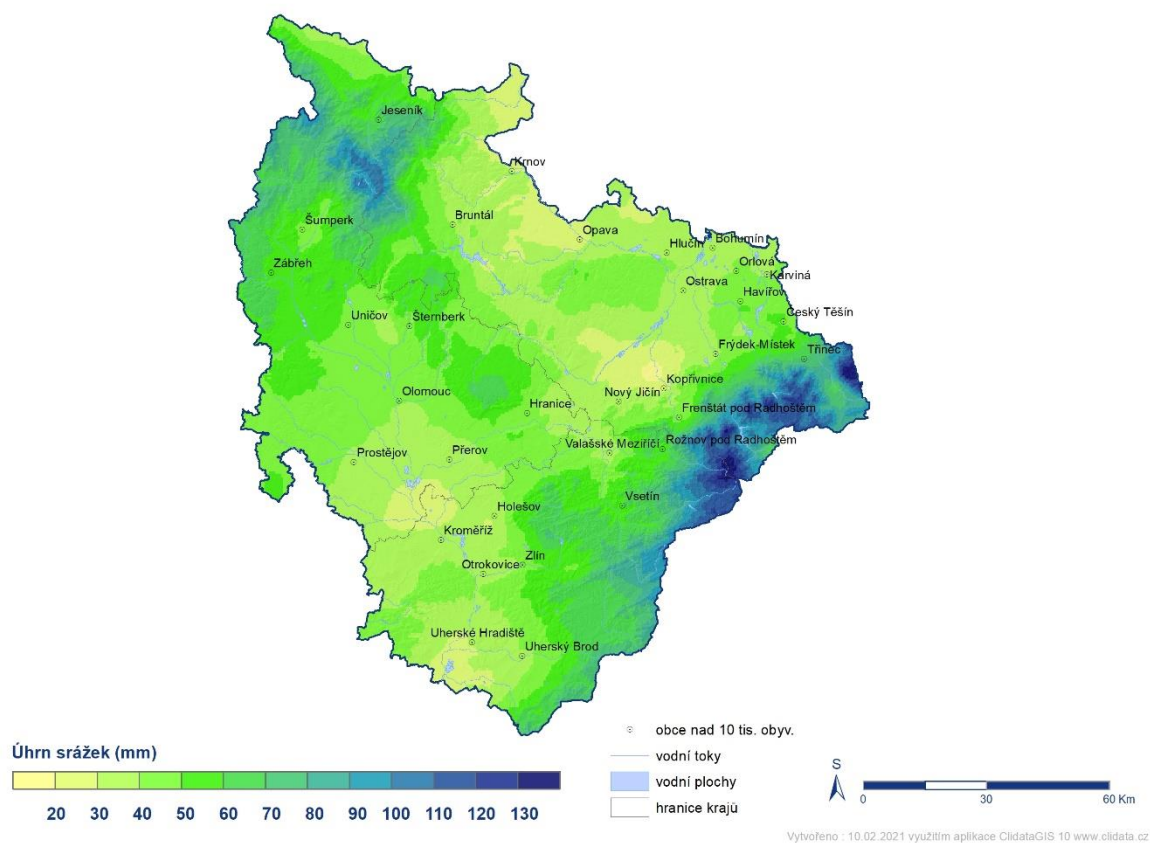 Jeseník
Krnov
Bruntál
Šumperk
Opava
Hlučín
Bohumín
Zábřeh
Orlová
Karviná
Ostrava
Havířov
Uničov
Šternberk
Český Těšín
Frýdek-Místek
Třinec
Kopřivnice
Olomouc
Nový Jičín
Hranice
Frenštát pod Radhoštěm
Valašské Meziříčí
Rožnov pod Radhoštěm
Prostějov
Přerov
Vsetín
Holešov
Kroměříž
Zlín
Otrokovice
Uherské Hradiště
Uherský Brod
Úhrn srážek (mm)
20 30 40 50 60 70 80 90 100 110 120 130
obce nad 10 tis. obyv.
vodní toky
vodní plochy
hranice krajů
S
0 30 60 Km
Vytvořeno : 10.02.2021 využitím aplikace ClidataGIS 10 www.clidata.cz